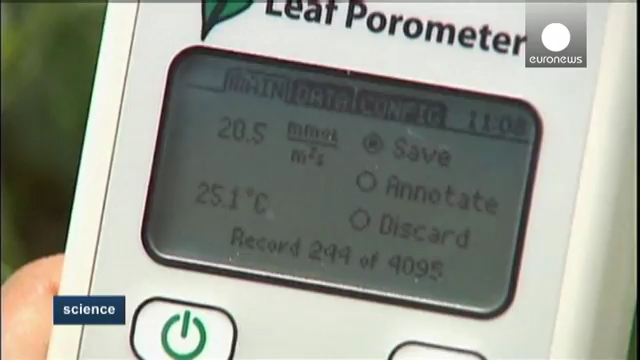 Leaf Porometer
euronews
MAIN DATA CONFIG 11:08
20.5 mmol/m²s Save
Annotate
25.1 °C Discard
Record 244 of 4095
science